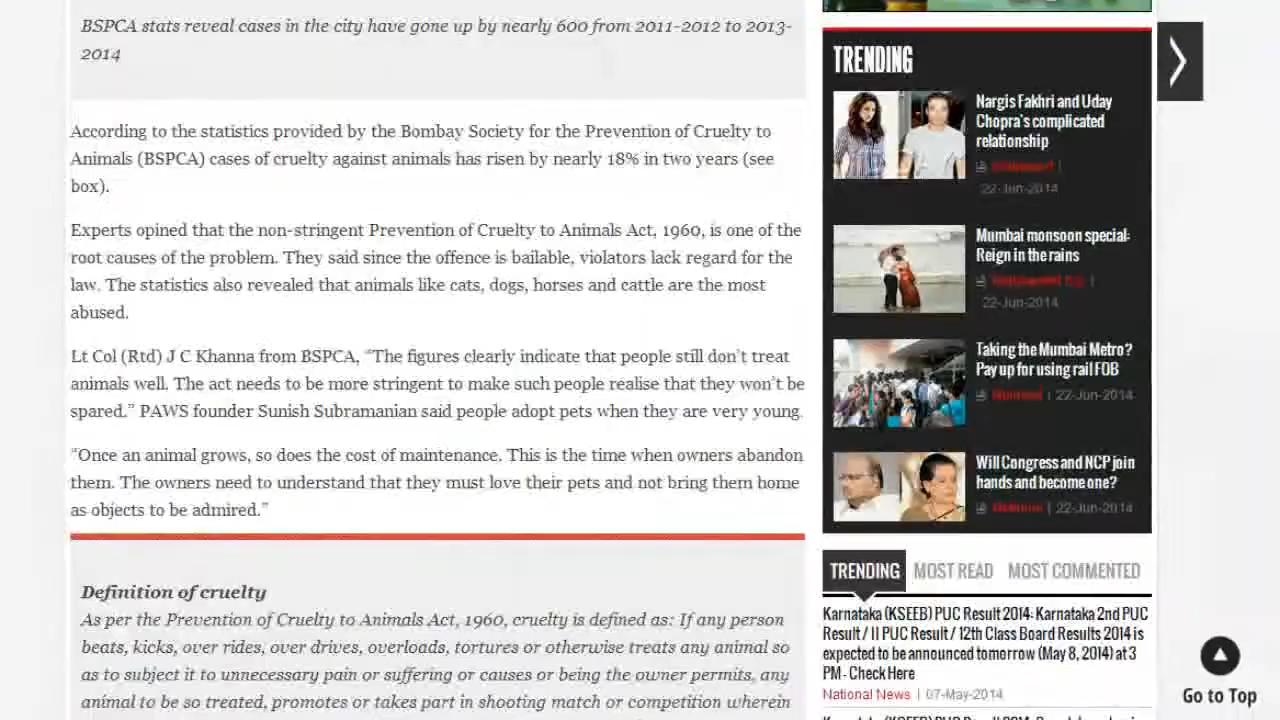 BSPCA stats reveal cases in the city have gone up by nearly 600 from 2011-2012 to 2013-
2014
According to the statistics provided by the Bombay Society for the Prevention of Cruelty to
Animals (BSPCA) cases of cruelty against animals has risen by nearly 18% in two years (see
box).
Experts opined that the non-stringent Prevention of Cruelty to Animals Act, 1960, is one of the
root causes of the problem. They said since the offence is bailable, violators lack regard for the
law. The statistics also revealed that animals like cats, dogs, horses and cattle are the most
abused.
Lt Col (Rtd) J C Khanna from BSPCA, “The figures clearly indicate that people still don’t treat
animals well. The act needs to be more stringent to make such people realise that they won’t be
spared.” PAWS founder Sunish Subramanian said people adopt pets when they are very young.
“Once an animal grows, so does the cost of maintenance. This is the time when owners abandon
them. The owners need to understand that they must love their pets and not bring them home
as objects to be admired.”
Definition of cruelty
As per the Prevention of Cruelty to Animals Act, 1960, cruelty is defined as: If any person
beats, kicks, over rides, over drives, overloads, tortures or otherwise treats any animal so
as to subject it to unnecessary pain or suffering or causes or being the owner permits, any
animal to be so treated, promotes or takes part in shooting match or competition wherein
TRENDING
Nargis Fakhri and Uday
Chopra's complicated
relationship
22-Jun-2014
Mumbai monsoon special:
Reign in the rains
22-Jun-2014
Taking the Mumbai Metro?
Pay up for using rail FOB
| 22-Jun-2014
Will Congress and NCP join
hands and become one?
| 22-Jun-2014
TRENDING MOST READ MOST COMMENTED
Karnataka (KSEEB) PUC Result 2014: Karnataka 2nd PUC
Result / II PUC Result / 12th Class Board Results 2014 is
expected to be announced tomorrow (May 8, 2014) at 3
PM - Check Here
National News | 07-May-2014
Go to Top